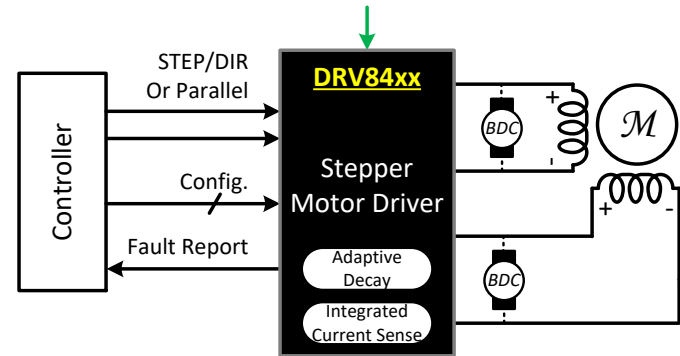 STEP/DIR
Or Parallel
Config.
Fault Report
Controller
DRV84xx
Stepper
Motor Driver
Adaptive
Decay
Integrated
Current Sense
+
BDC
-
M
+
-
BDC